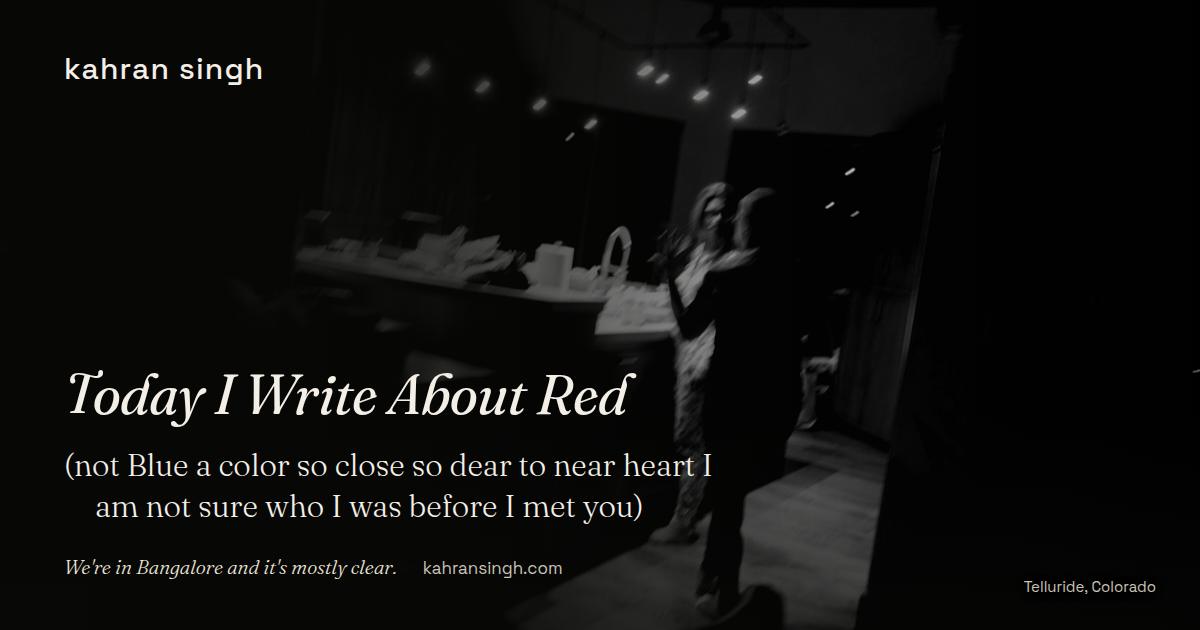 kahran singh
Today I Write About Red
(not Blue a color so close so dear to near heart I
am not sure who I was before I met you)
We're in Bangalore and it's mostly clear. kahransingh.com
Telluride, Colorado